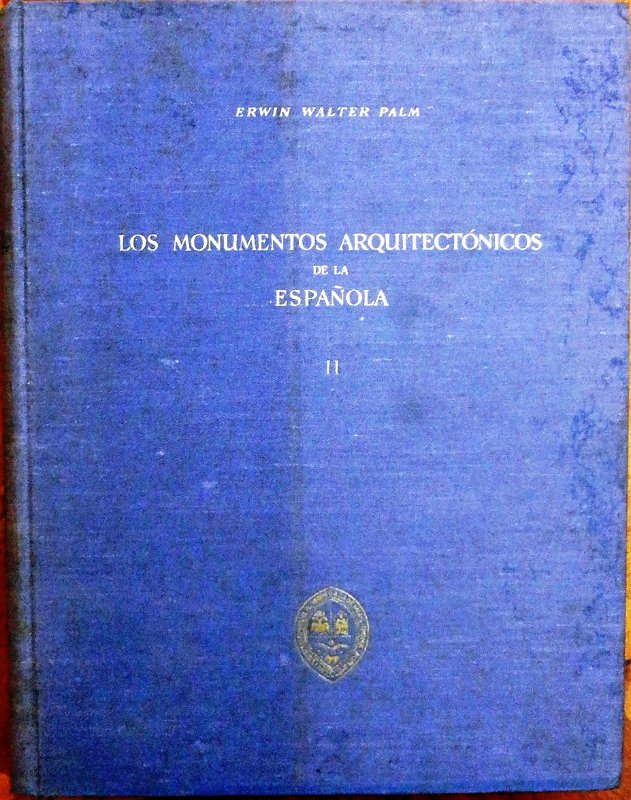 ERWIN WALTER PALM
LOS MONUMENTOS ARQUITECTÓNICOS
DE LA
ESPAÑOLA
II